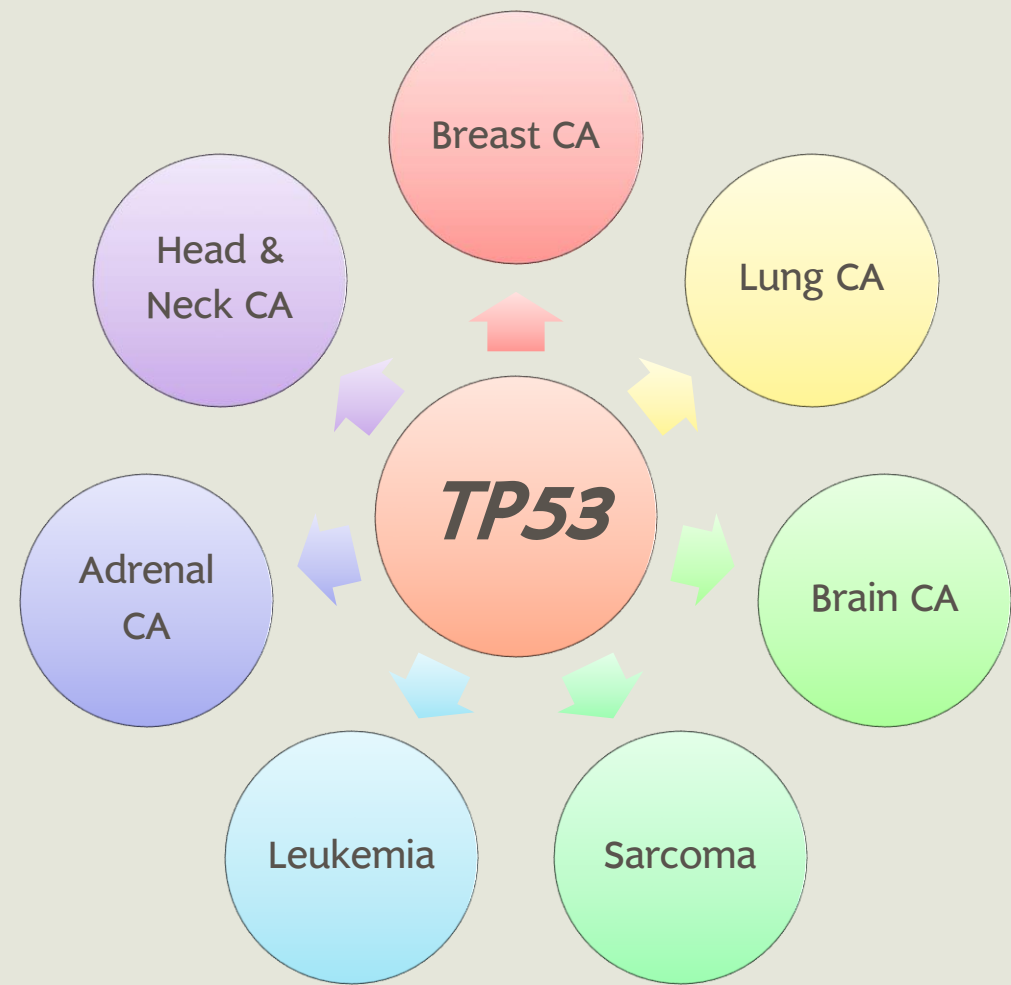 Breast CA
Head &
Neck CA
Lung CA
TP53
Adrenal
CA
Brain CA
Leukemia
Sarcoma